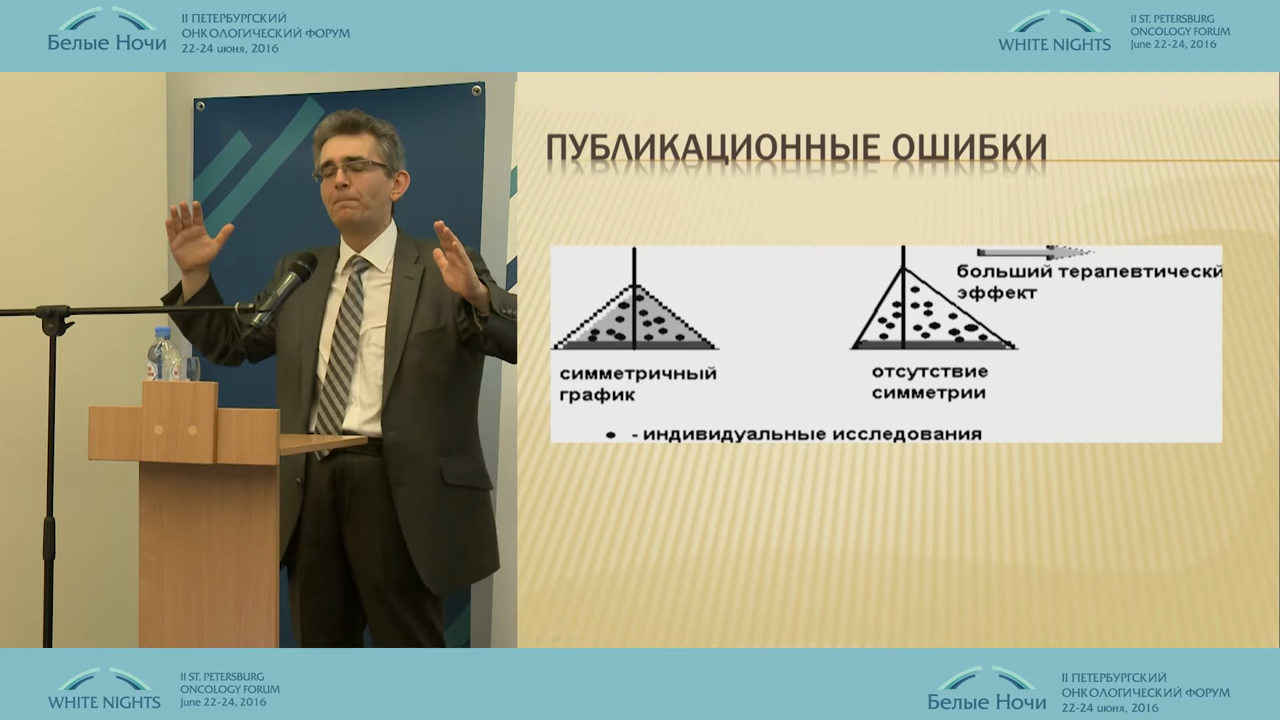 Белые Ночи
II ПЕТЕРБУРГСКИЙ
ОНКОЛОГИЧЕСКИЙ ФОРУМ
22-24 июня, 2016
WHITE NIGHTS
II ST. PETERSBURG
ONCOLOGY FORUM
June 22-24, 2016
ПУБЛИКАЦИОННЫЕ ОШИБКИ
больший терапевтически
эффект
симметричный
график
отсутствие
симметрии
- индивидуальные исследования
WHITE NIGHTS
II ST. PETERSBURG
ONCOLOGY FORUM
June 22-24, 2016
Белые Ночи
II ПЕТЕРБУРГСКИЙ
ОНКОЛОГИЧЕСКИЙ ФОРУМ
22-24 июня, 2016